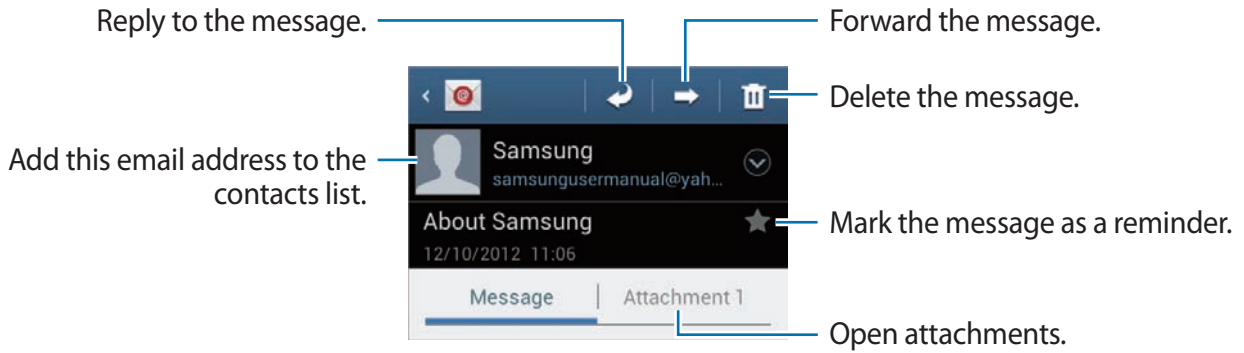 Reply to the message.
Forward the message.
Delete the message.
Add this email address to the
contacts list.
Samsung
samsungusermanual@yah...
About Samsung
12/10/2012 11:06
Mark the message as a reminder.
Message
Attachment 1
Open attachments.